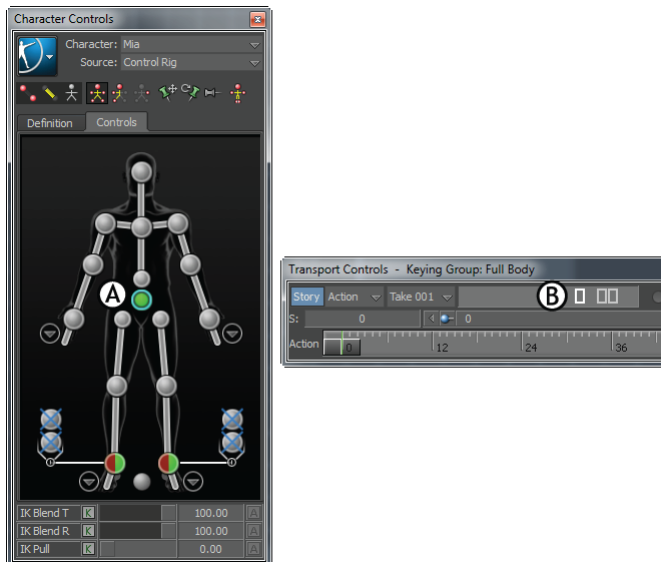 Character Controls
Character: Mia
Source: Control Rig
Definition Controls
A
IK Blend T K 100.00 A
IK Blend R K 100.00 A
IK Pull K 0.00 A
Transport Controls - Keying Group: Full Body
Story Action Take 001 B
S: 0 0
Action 0 12 24 36